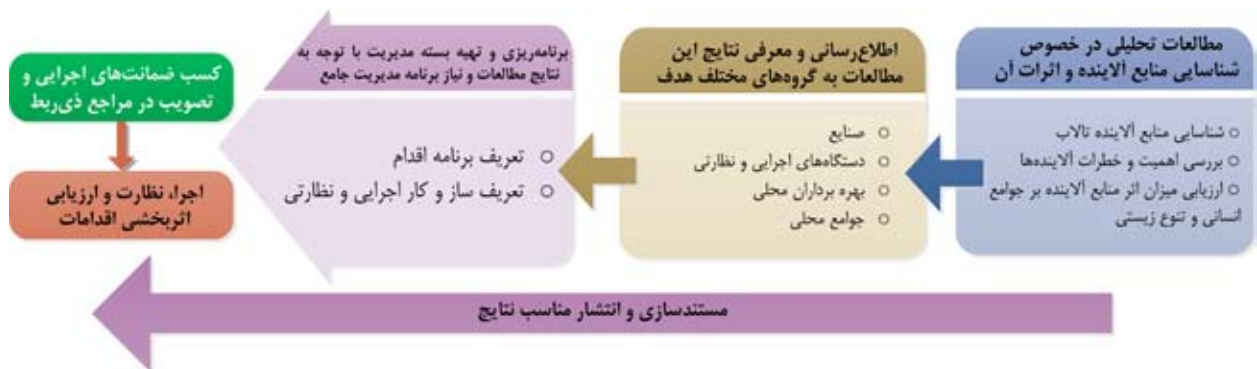 مطالعات تحلیلی در خصوص
شناسایی منابع آلاینده و اثرات آن
○ شناسایی منابع آلاینده تالاب
○ بررسی اهمیت و خطرات آلاینده‌ها
○ ارزیابی میزان اثر منابع آلاینده بر جوامع
انسانی و تنوع زیستی
اطلاع‌رسانی و معرفی نتایج این
مطالعات به گروه‌های مختلف هدف
○ صنایع
○ دستگاه‌های اجرایی و نظارتی
○ بهره برداران محلی
○ جوامع محلی
برنامه‌ریزی و تهیه بسته مدیریت با توجه به
نتایج مطالعات و نیاز برنامه مدیریت جامع
○ تعریف برنامه اقدام
○ تعریف ساز و کار اجرایی و نظارتی
کسب ضمانت‌های اجرایی و
تصویب در مراجع ذی‌ربط
اجرا، نظارت و ارزیابی
اثربخشی اقدامات
مستندسازی و انتشار مناسب نتایج